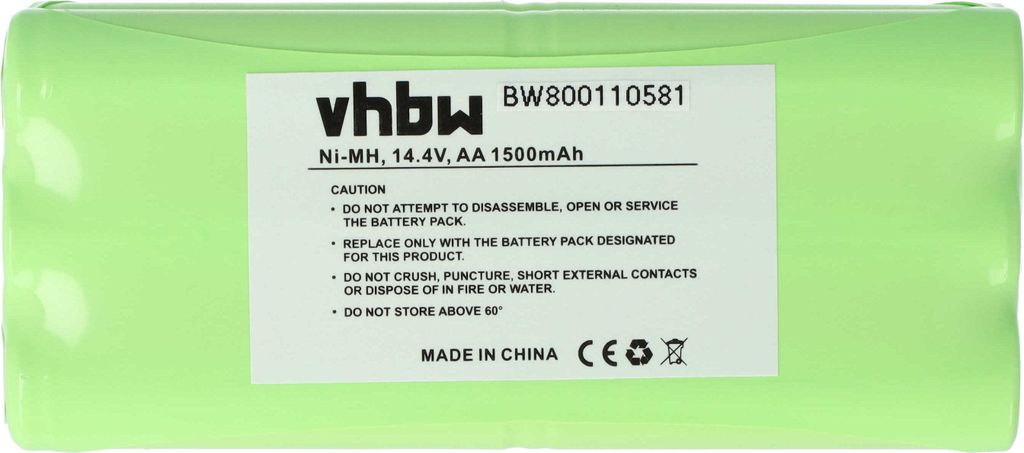 vhbw BW800110581
Ni-MH, 14.4V, AA 1500mAh
CAUTION
• DO NOT ATTEMPT TO DISASSEMBLE, OPEN OR SERVICE
THE BATTERY PACK.
• REPLACE ONLY WITH THE BATTERY PACK DESIGNATED
FOR THIS PRODUCT.
• DO NOT CRUSH, PUNCTURE, SHORT EXTERNAL CONTACTS
OR DISPOSE OF IN FIRE OR WATER.
• DO NOT STORE ABOVE 60°
MADE IN CHINA CE